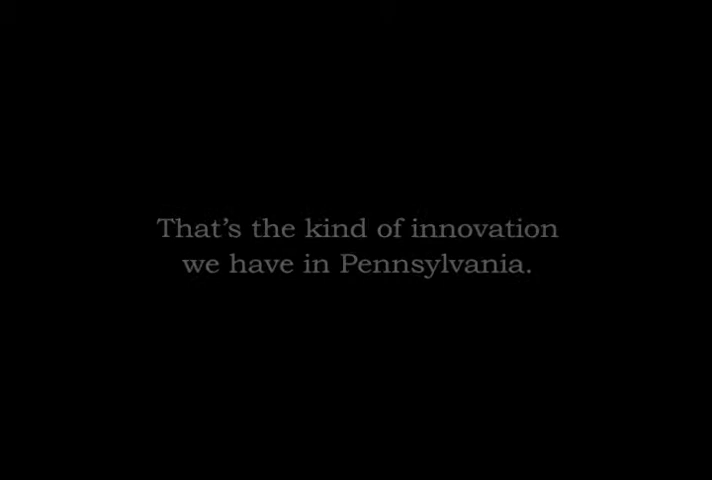 That’s the kind of innovation
we have in Pennsylvania.